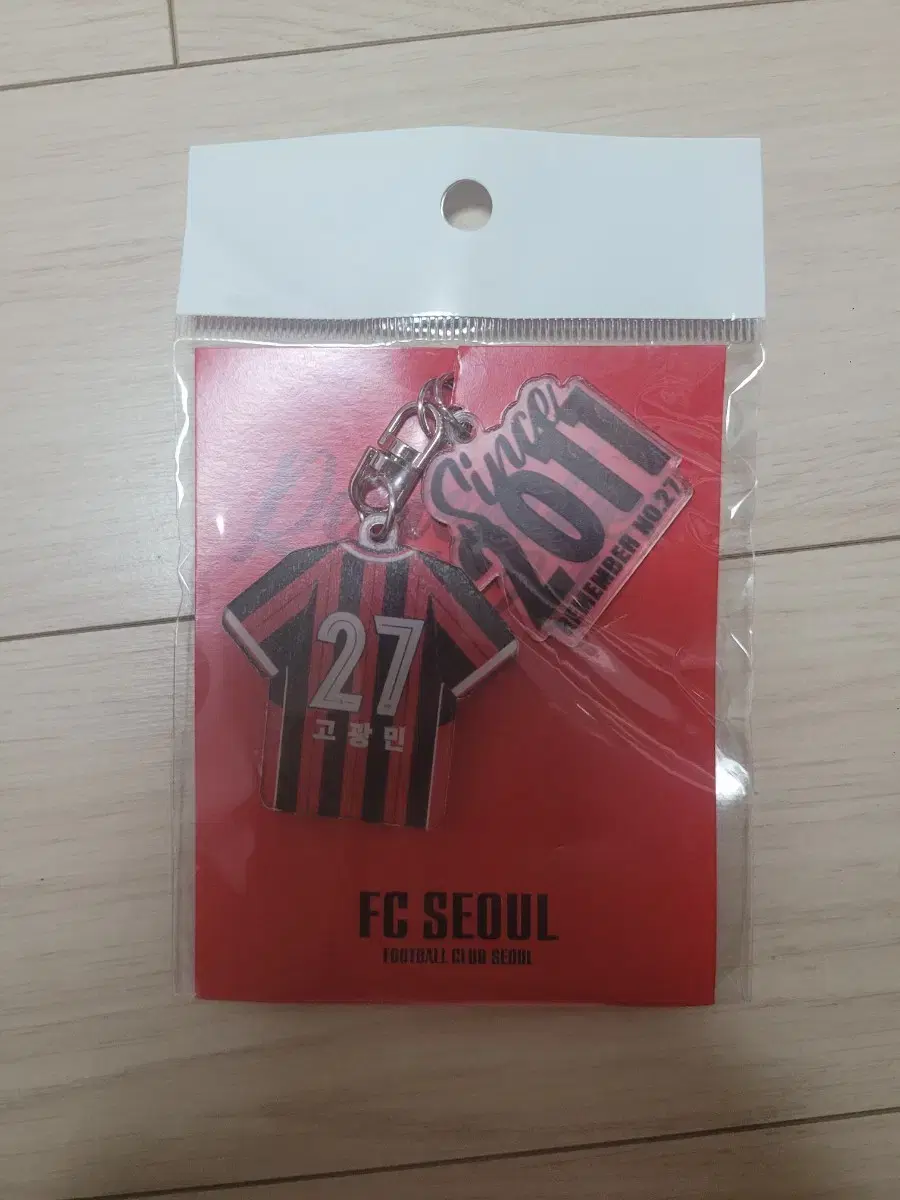 Since
2011
REMEMBER NO.27
27
고광민
FC SEOUL
FOOTBALL CLUB SEOUL